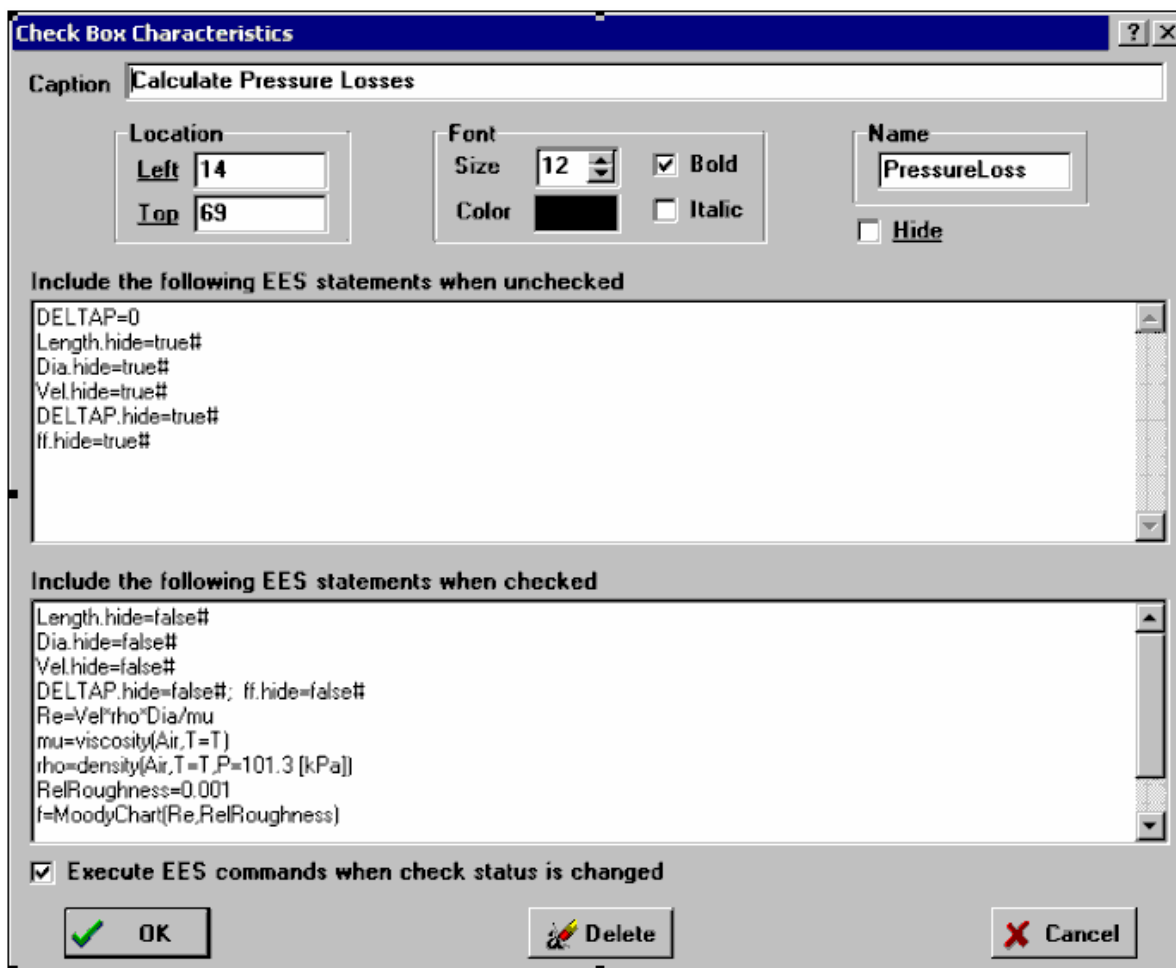 Check Box Characteristics
Caption Calculate Pressure Losses
Location Font Name
Left 14 Size 12 Bold PressureLoss
Top 69 Color Italic Hide
Include the following EES statements when unchecked
DELTAP=0
Length.hide=true#
Dia.hide=true#
Vel.hide=true#
DELTAP.hide=true#
ff.hide=true#
Include the following EES statements when checked
Length.hide=false#
Dia.hide=false#
Vel.hide=false#
DELTAP.hide=false#; ff.hide=false#
Re=Vel*rho*Dia/mu
mu=viscosity(Air,T=T)
rho=density(Air,T=T,P=101.3 [kPa])
RelRoughness=0.001
f=MoodyChart(Re,RelRoughness)
Execute EES commands when check status is changed
OK Delete Cancel